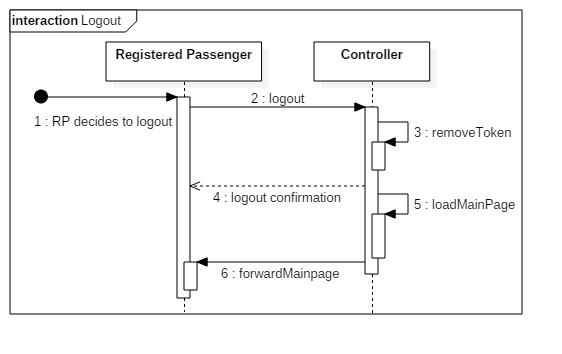 interaction Logout
Registered Passenger
Controller
2 : logout
1 : RP decides to logout
3 : removeToken
4 : logout confirmation
5 : loadMainPage
6 : forwardMainpage